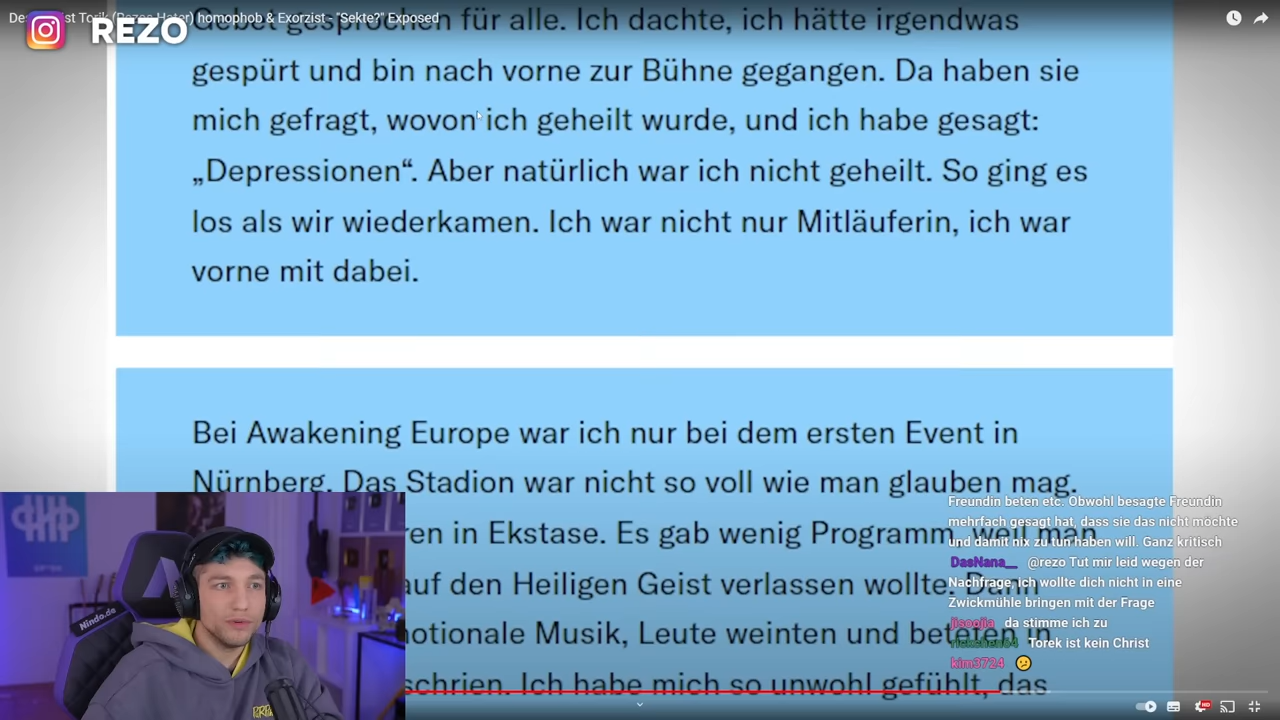 homophob & Exorzist - "Sekte?" Exposed
REZO
Gebet gesprochen für alle. Ich dachte, ich hätte irgendwas
gespürt und bin nach vorne zur Bühne gegangen. Da haben sie
mich gefragt, wovon ich geheilt wurde, und ich habe gesagt:
„Depressionen“. Aber natürlich war ich nicht geheilt. So ging es
los als wir wiederkamen. Ich war nicht nur Mitläuferin, ich war
vorne mit dabei.
Bei Awakening Europe war ich nur bei dem ersten Event in
Nürnberg. Das Stadion war nicht so voll wie man glauben mag.
in Ekstase. Es gab wenig Programm
auf den Heiligen Geist verlassen wollte. Dann
Musik, Leute weinten und beteten in
schrien. Ich habe mich so unwohl gefühlt, das
Freundin beten etc. Obwohl besagte Freundin
mehrfach gesagt hat, dass sie das nicht möchte
und damit nix zu tun haben will. Ganz kritisch
DasNana__ @rezo Tut mir leid wegen der
Nachfrage, ich wollte dich nicht in eine
Zwickmühle bringen mit der Frage
jisoojia da stimme ich zu
Torek ist kein Christ
kim3724
Nindo.de
HD